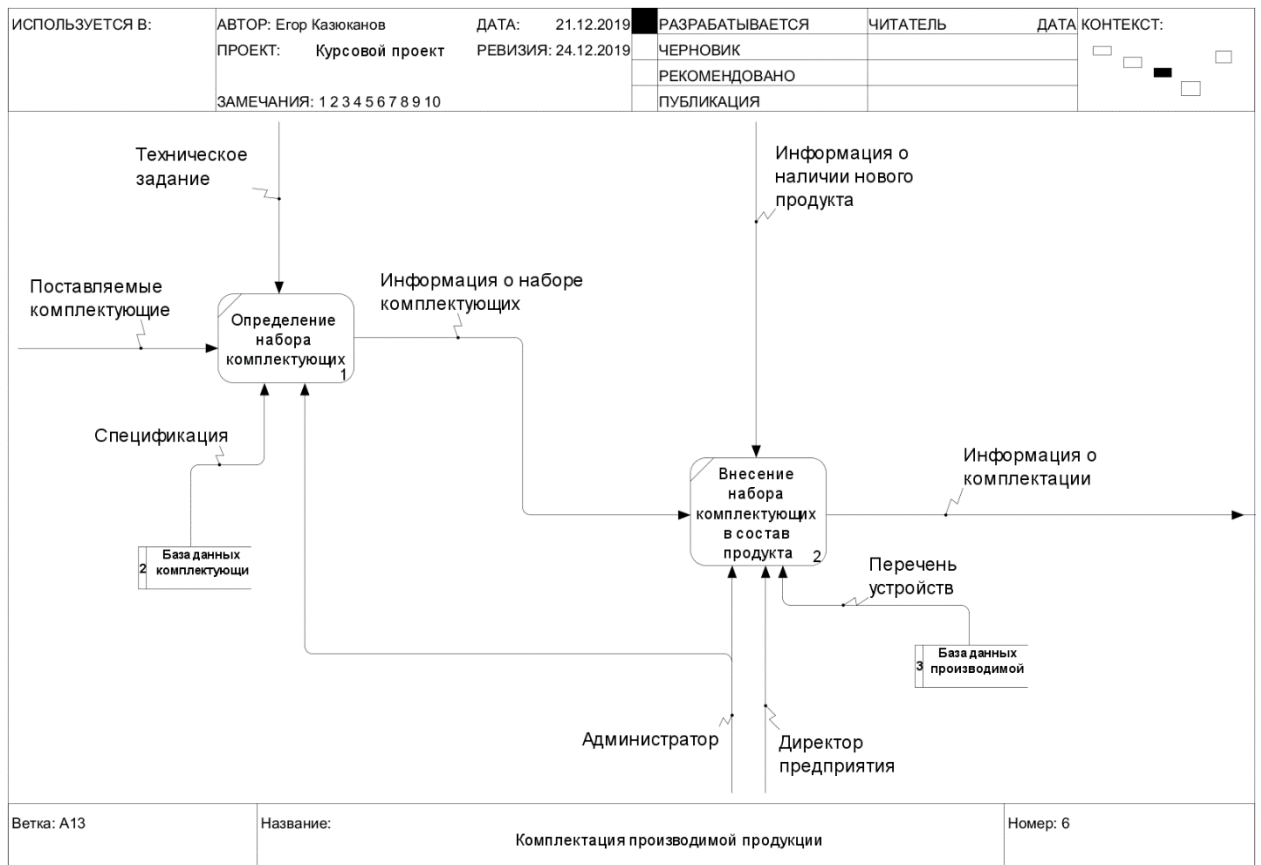 ИСПОЛЬЗУЕТСЯ В:
АВТОР: Егор Казюканов
ДАТА: 21.12.2019
ПРОЕКТ: Курсовой проект
РЕВИЗИЯ: 24.12.2019
ЗАМЕЧАНИЯ: 1 2 3 4 5 6 7 8 9 10
РАЗРАБАТЫВАЕТСЯ
ЧЕРНОВИК
РЕКОМЕНДОВАНО
ПУБЛИКАЦИЯ
ЧИТАТЕЛЬ
ДАТА
КОНТЕКСТ:
Техническое
задание
Информация о
наличии нового
продукта
Поставляемые
комплектующие
Информация о наборе
комплектующих
Определение
набора
комплектующих
1
Спецификация
Информация о
комплектации
Внесение
набора
комплектующих
в состав
продукта
2
База данных
2 комплектующи
Перечень
устройств
База данных
3 производимой
Администратор
Директор
предприятия
Ветка: A13
Название:
Комплектация производимой продукции
Номер: 6